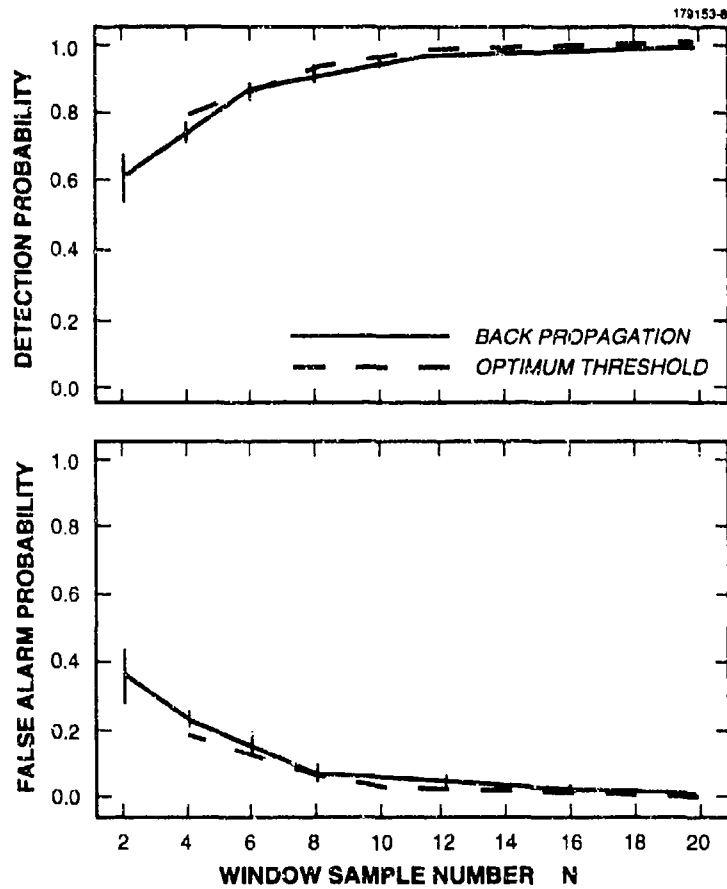 179153-8
DETECTION PROBABILITY
1.0
0.8
0.6
0.4
0.2
0.0
BACK PROPAGATION
OPTIMUM THRESHOLD
FALSE ALARM PROBABILITY
1.0
0.8
0.6
0.4
0.2
0.0
2 4 6 8 10 12 14 16 18 20
WINDOW SAMPLE NUMBER N